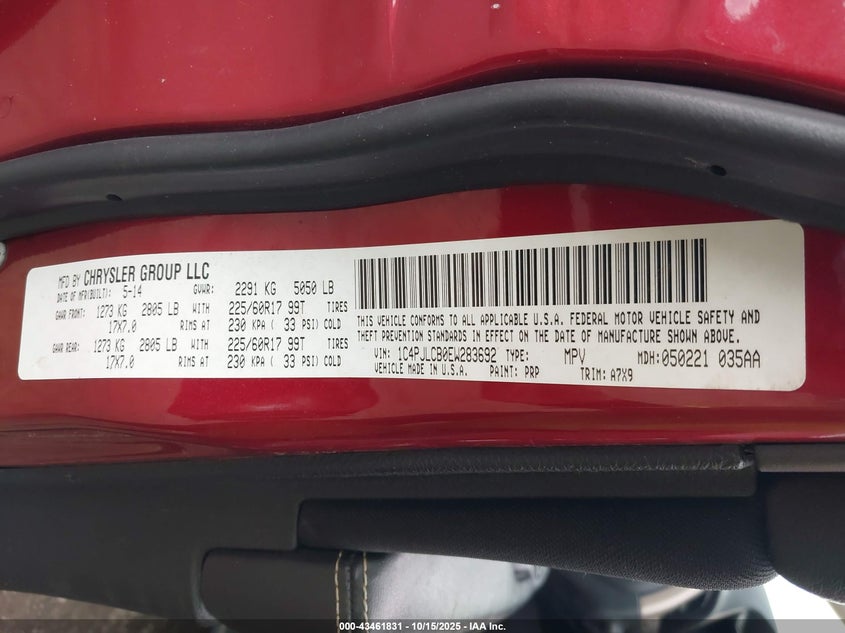 MFD BY CHRYSLER GROUP LLC
DATE OF MFR(BUILT): 5-14 GVWR: 2291 KG 5050 LB
GAWR FRONT: 1273 KG 2805 LB WITH 225/60R17 99T TIRES
17X7.0 RIMS AT 230 KPA ( 33 PSI) COLD
GAWR REAR: 1273 KG 2805 LB WITH 225/60R17 99T TIRES
17X7.0 RIMS AT 230 KPA ( 33 PSI) COLD
THIS VEHICLE CONFORMS TO ALL APPLICABLE U.S.A. FEDERAL MOTOR VEHICLE SAFETY AND
THEFT PREVENTION STANDARDS IN EFFECT ON THE DATE OF MANUFACTURE SHOWN ABOVE.
VIN: 1C4PJLCB0EW283692 TYPE: MPV MDH:050221 035AA
VEHICLE MADE IN U.S.A. PAINT: PRP TRIM: A7X9
000-43461831 - 10/15/2025 - IAA Inc.